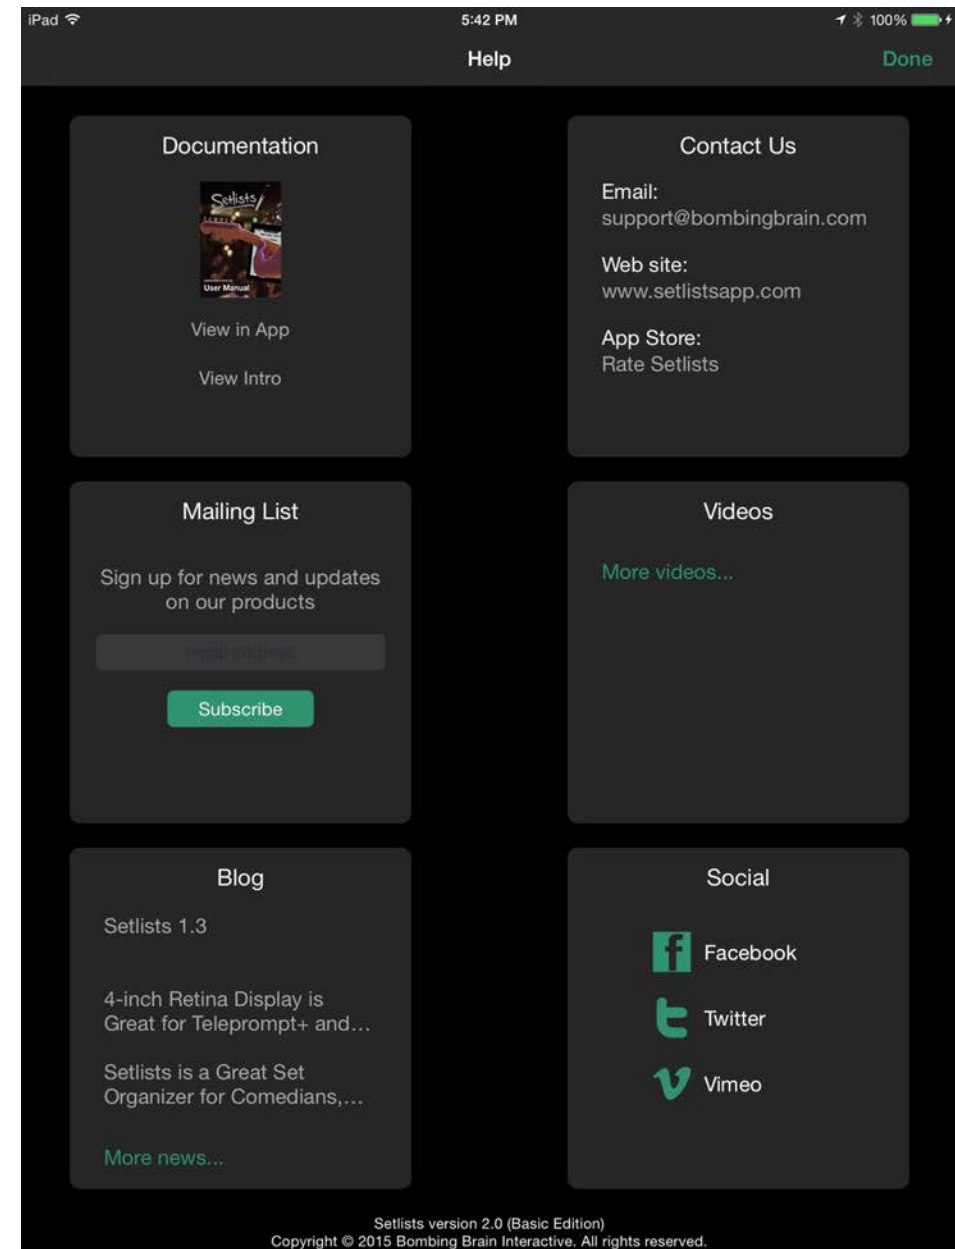 iPad 5:42 PM 100%
Help Done
Documentation
Setlists
User Manual
View in App
View Intro
Contact Us
Email:
support@bombingbrain.com
Web site:
www.setlistsapp.com
App Store:
Rate Setlists
Mailing List
Sign up for news and updates
on our products
email address
Subscribe
Videos
More videos...
Blog
Setlists 1.3
4-inch Retina Display is
Great for Teleprompt+ and...
Setlists is a Great Set
Organizer for Comedians,...
More news...
Social
Facebook
Twitter
Vimeo
Setlists version 2.0 (Basic Edition)
Copyright © 2015 Bombing Brain Interactive. All rights reserved.